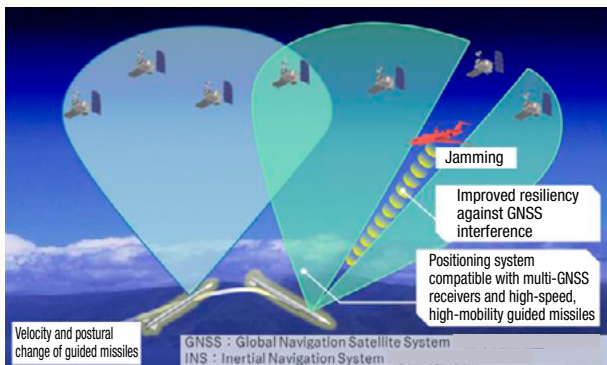 Jamming
Improved resiliency
against GNSS
interference
Positioning system
compatible with multi-GNSS
receivers and high-speed,
high-mobility guided missiles
Velocity and postural
change of guided missiles
GNSS : Global Navigation Satellite System
INS : Inertial Navigation System